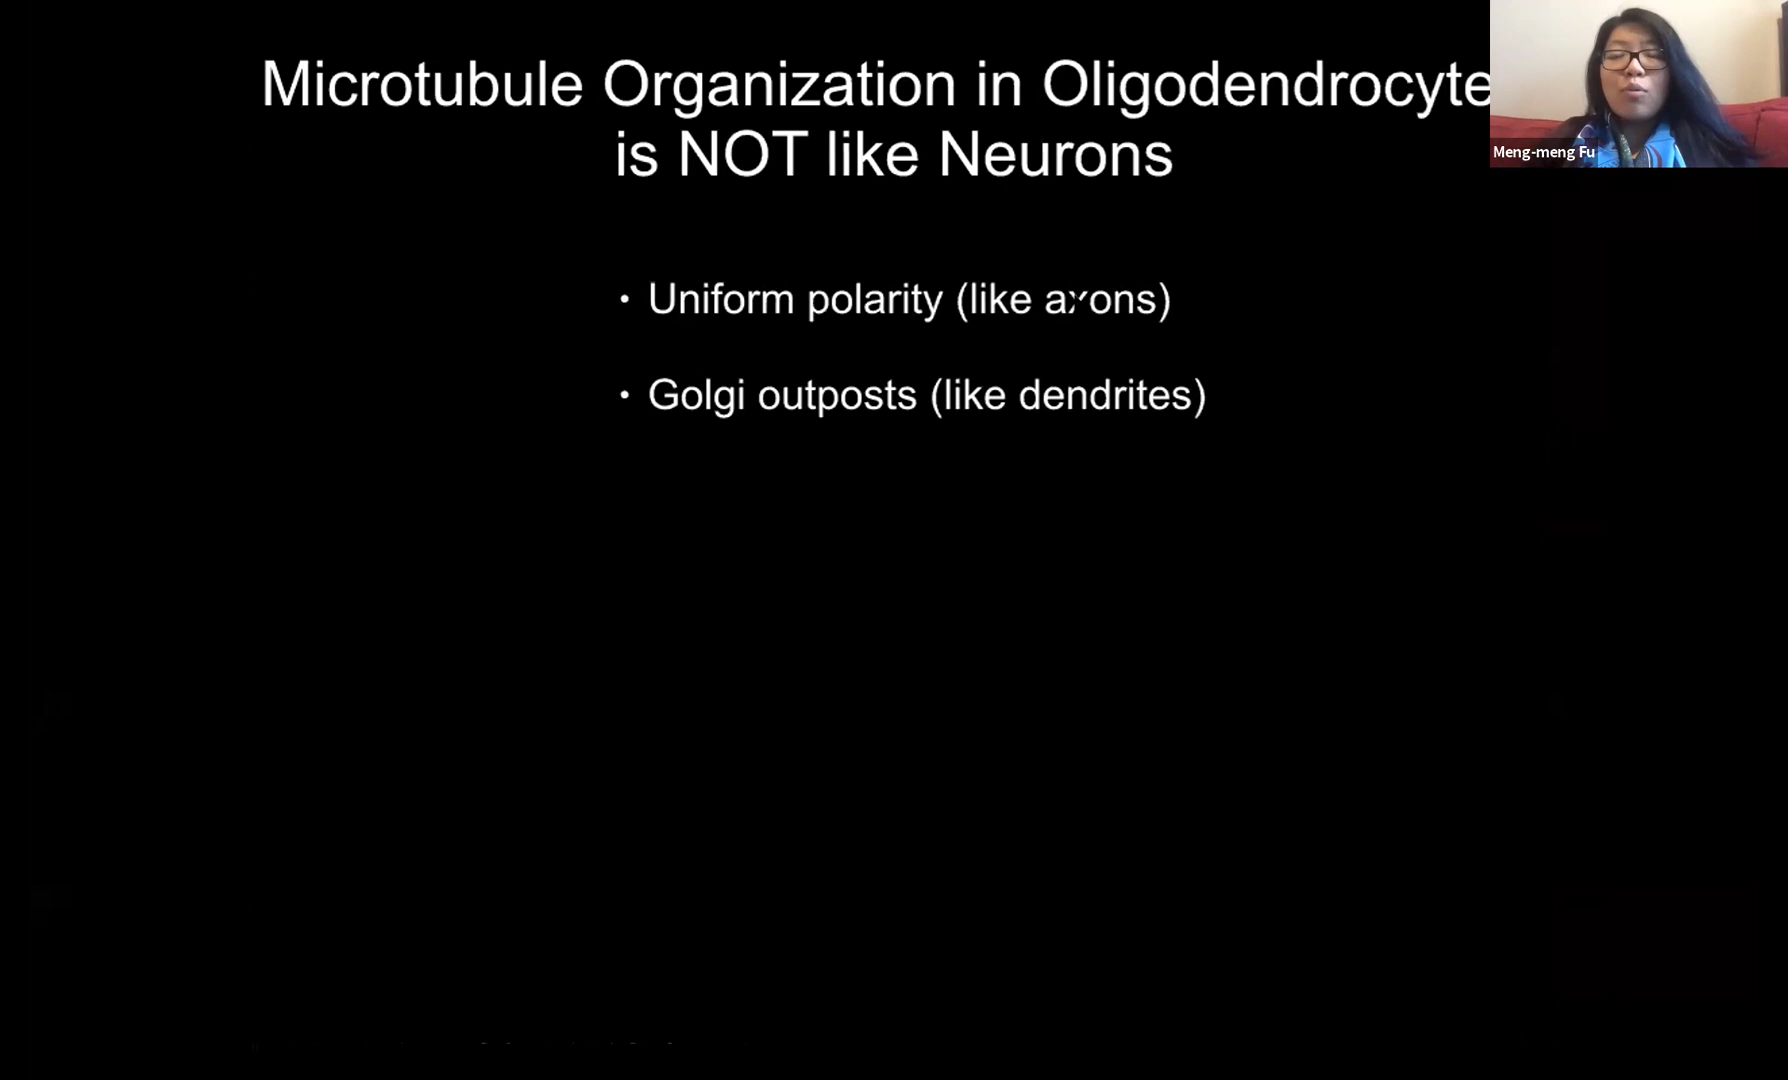 Microtubule Organization in Oligodendrocyte
is NOT like Neurons
Meng-meng Fu
• Uniform polarity (like axons)
• Golgi outposts (like dendrites)